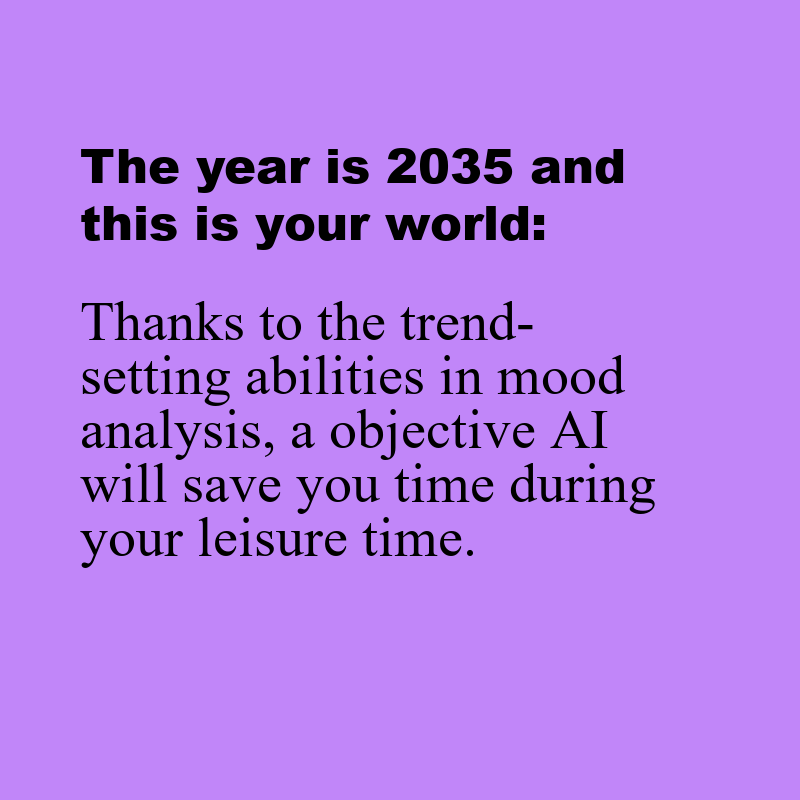 The year is 2035 and
this is your world:
Thanks to the trend-
setting abilities in mood
analysis, a objective AI
will save you time during
your leisure time.